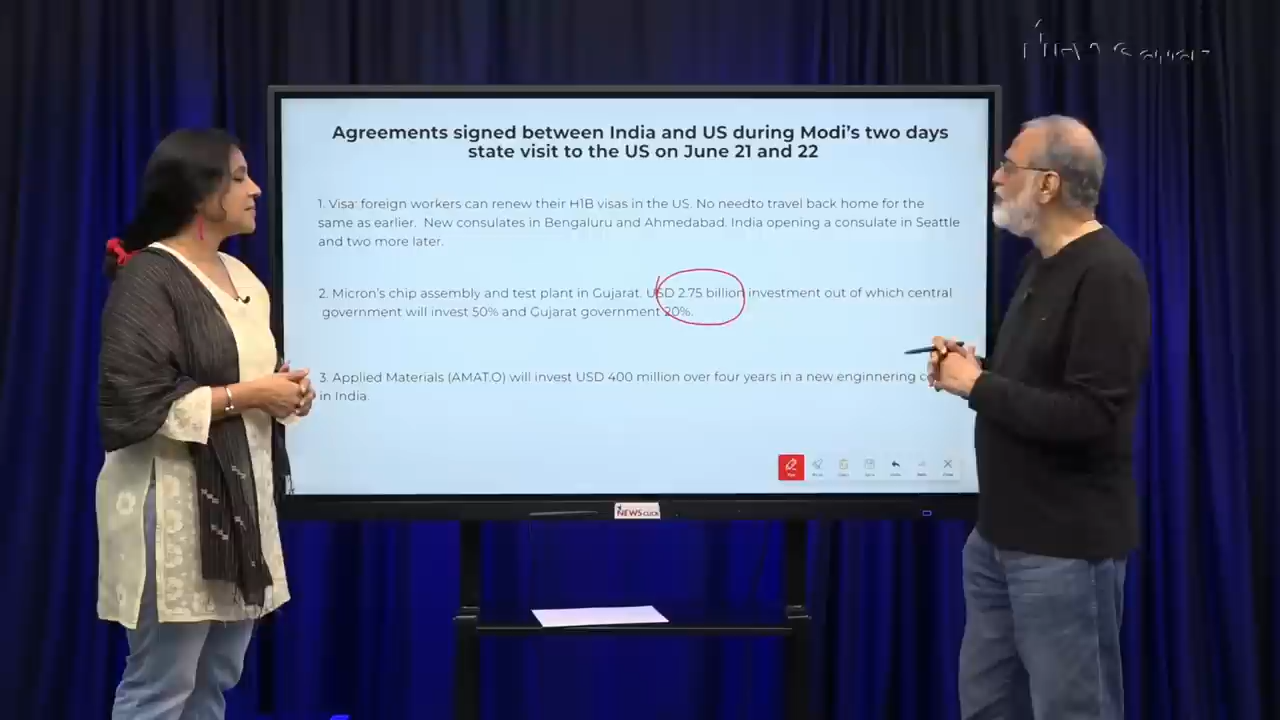 Agreements signed between India and US during Modi's two days
state visit to the US on June 21 and 22
1. Visa: foreign workers can renew their H1B visas in the US. No needto travel back home for the
same as earlier. New consulates in Bengaluru and Ahmedabad. India opening a consulate in Seattle
and two more later.
2. Micron's chip assembly and test plant in Gujarat. USD 2.75 billion investment out of which central
government will invest 50% and Gujarat government 20%.
3. Applied Materials (AMAT.O) will invest USD 400 million over four years in a new enginnering
in India.
NEWSCLICK